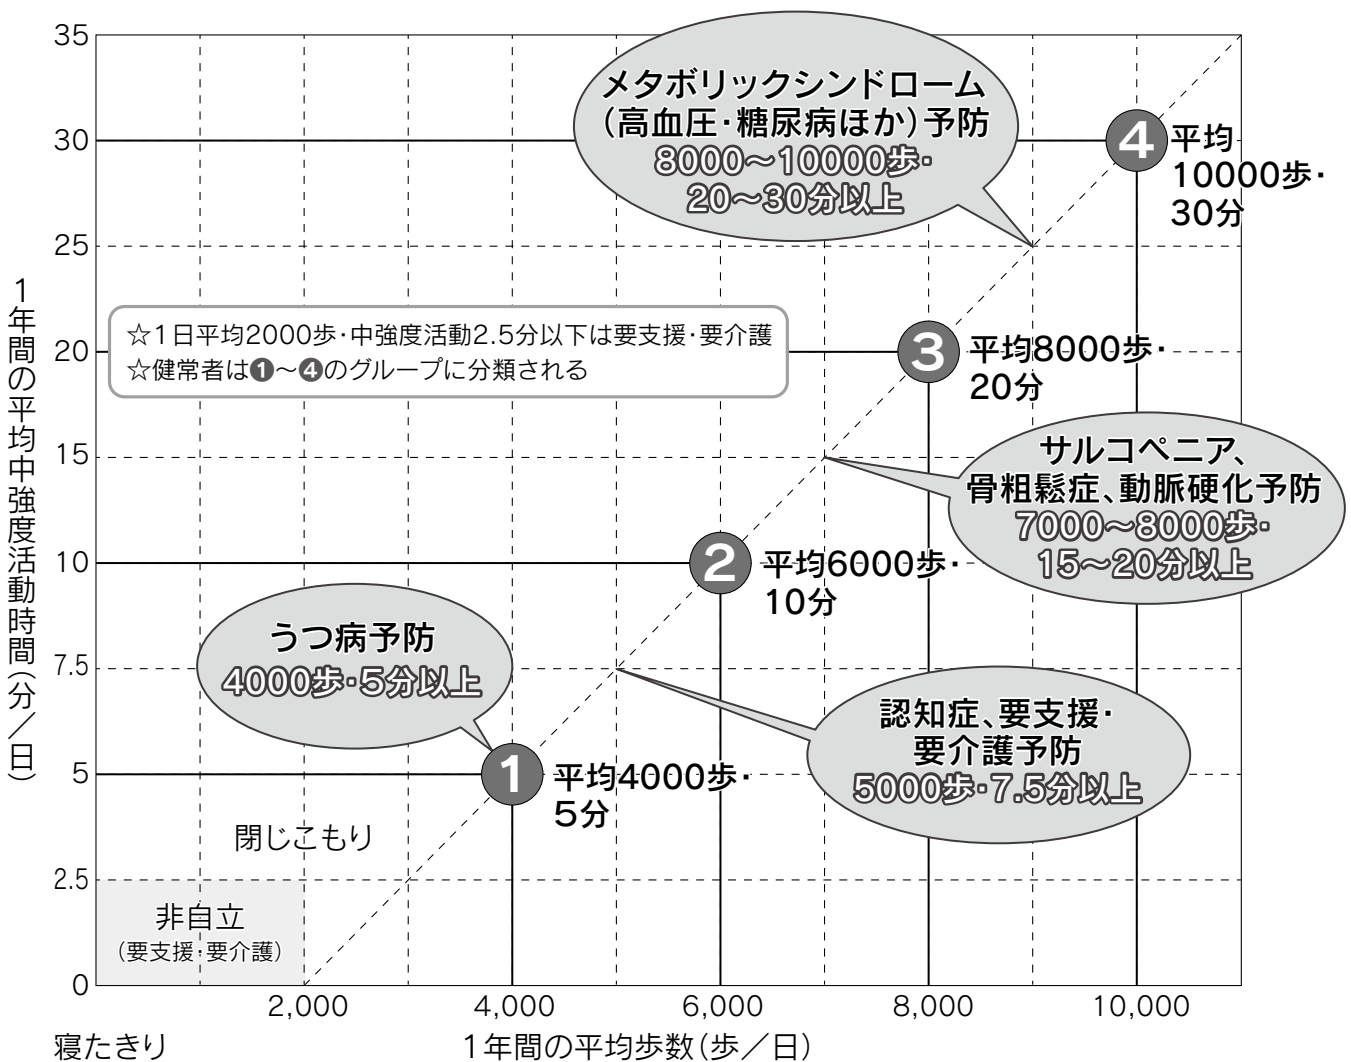 35
30
25
20
15
10
7.5
5
2.5
0
1年間の平均中強度活動時間(分／日)
メタボリックシンドローム
(高血圧・糖尿病ほか)予防
8000〜10000歩・
20〜30分以上
4
平均
10000歩・
30分
☆1日平均2000歩・中強度活動2.5分以下は要支援・要介護
☆健常者は❶〜❹のグループに分類される
3
平均8000歩・
20分
サルコペニア、
骨粗鬆症、動脈硬化予防
7000〜8000歩・
15〜20分以上
2
平均6000歩・
10分
うつ病予防
4000歩・5分以上
認知症、要支援・
要介護予防
5000歩・7.5分以上
1
平均4000歩・
5分
閉じこもり
非自立
(要支援・要介護)
2,000
4,000
6,000
8,000
10,000
寝たきり
1年間の平均歩数(歩／日)